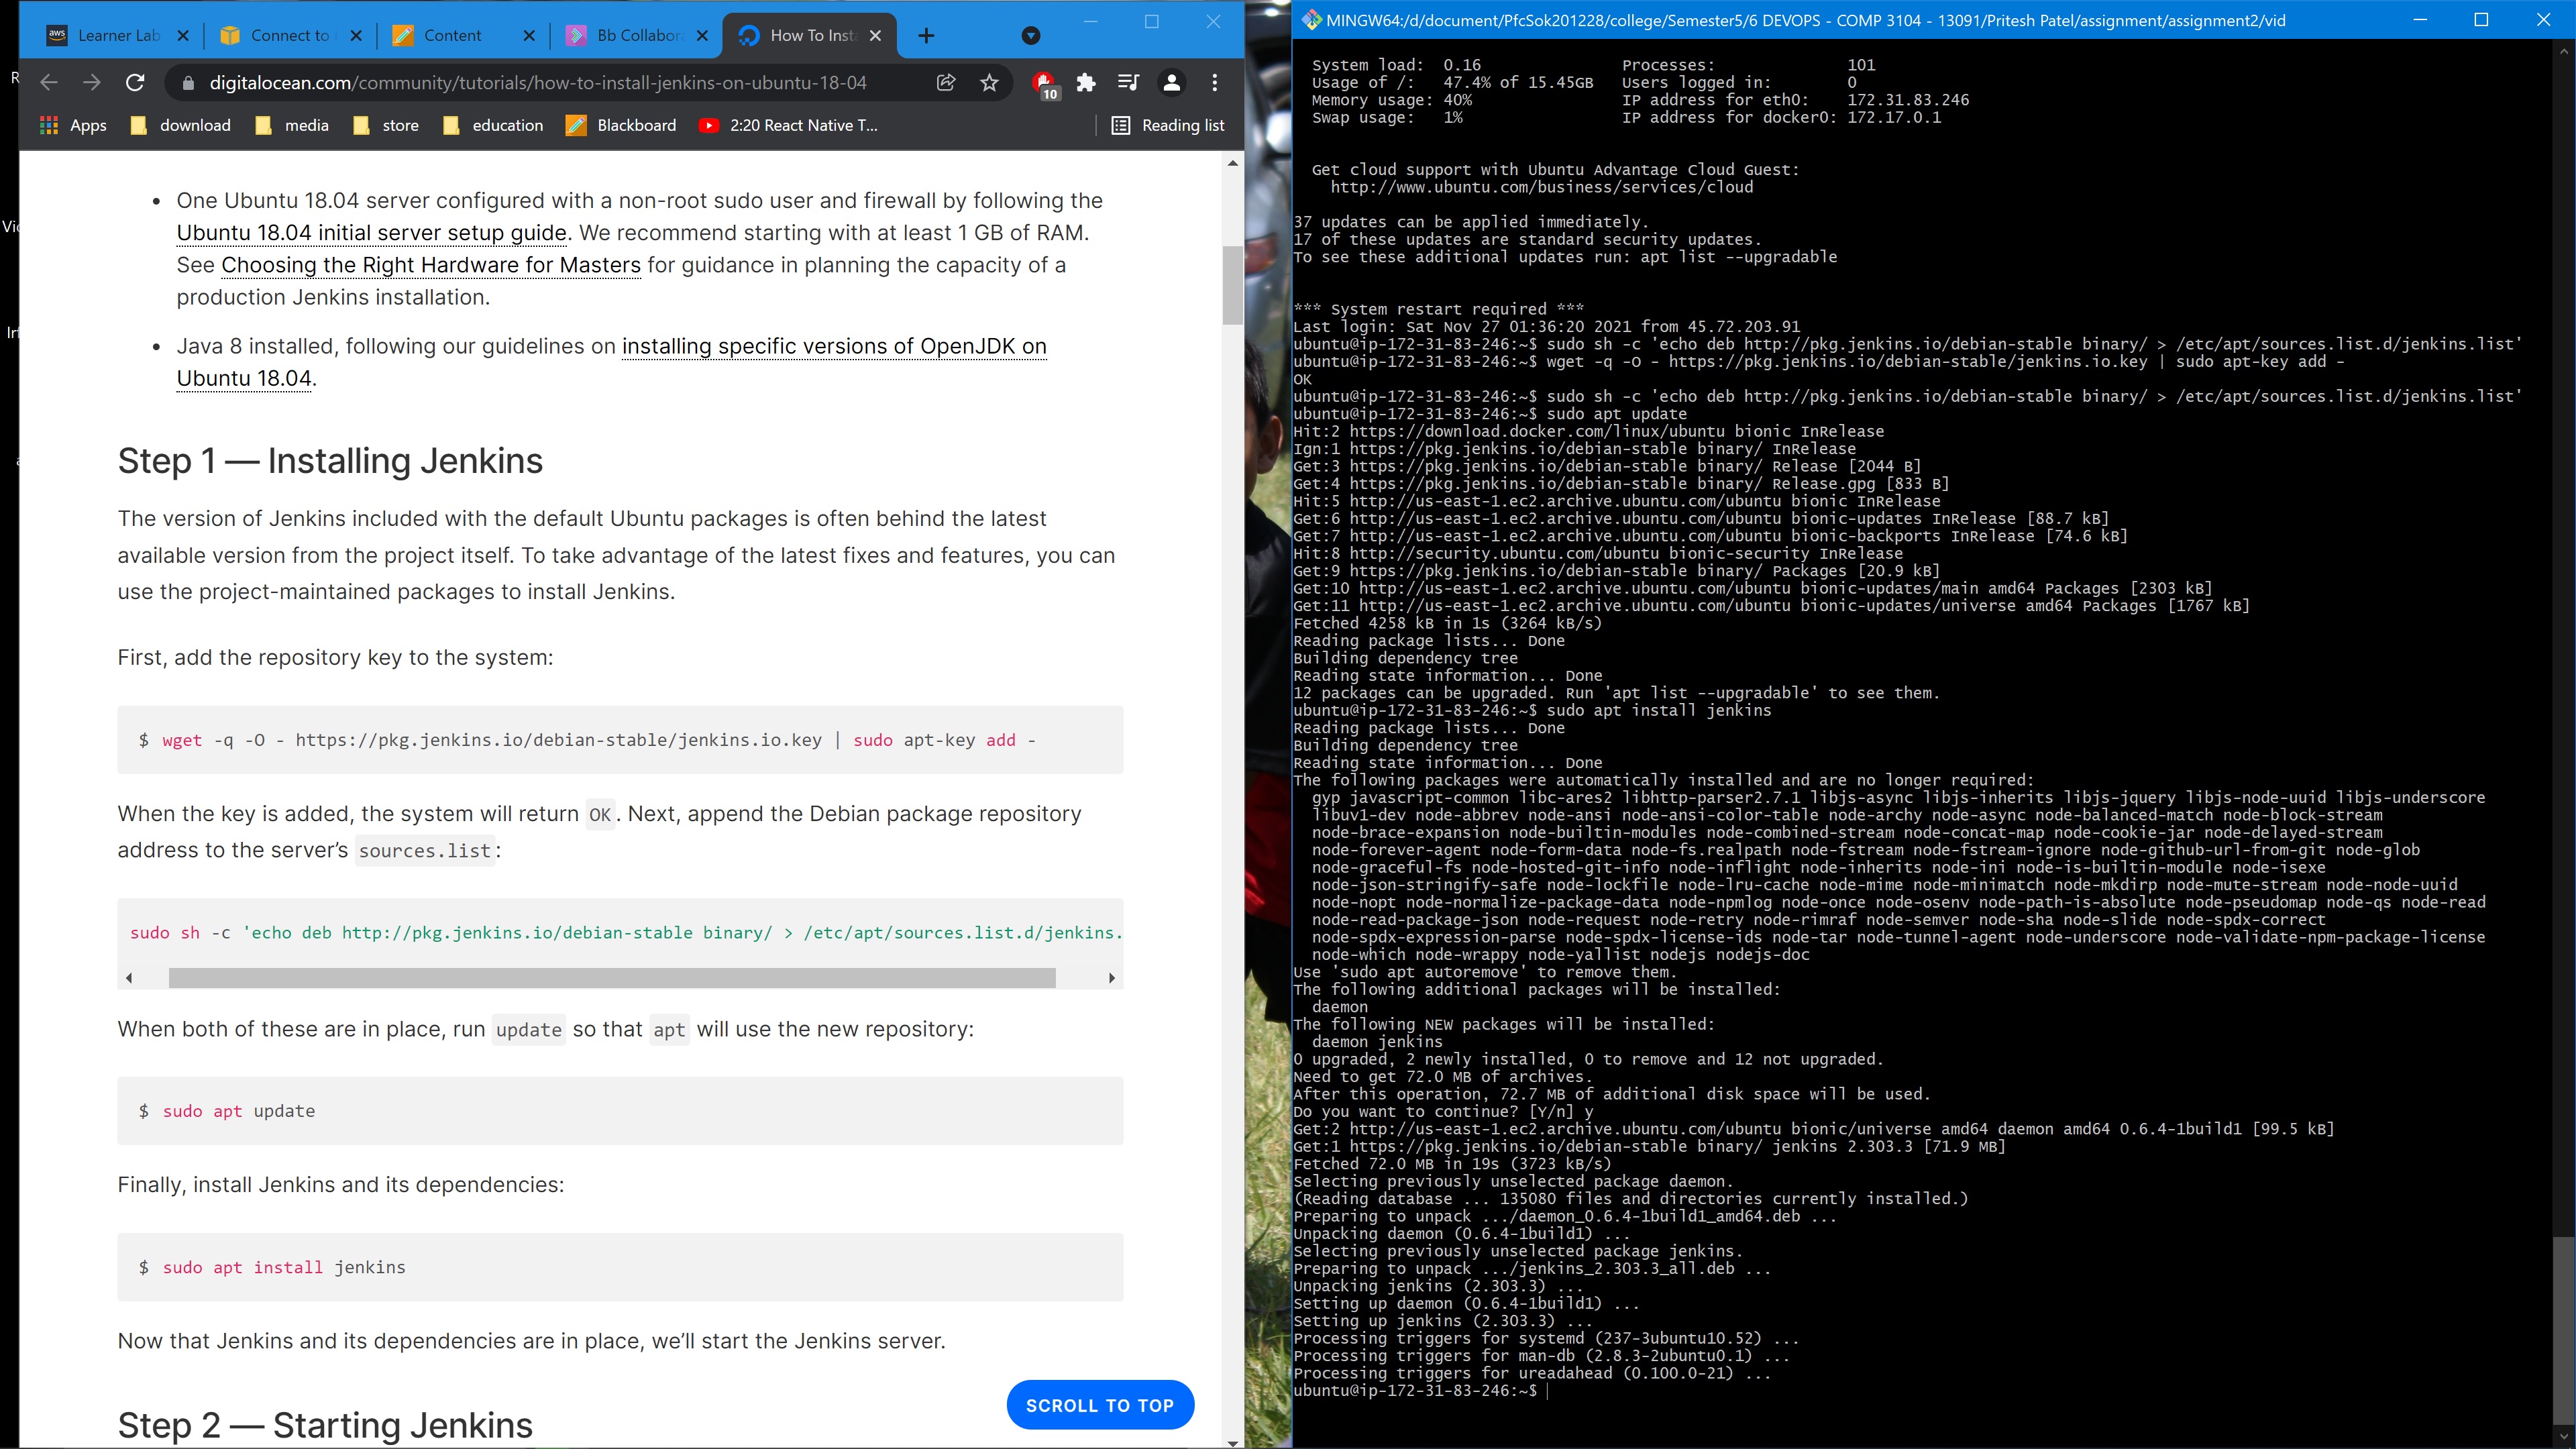 Learner Lab
Connect to
Content
Bb Collabor
How To Insta
digitalocean.com/community/tutorials/how-to-install-jenkins-on-ubuntu-18-04
10
Apps
download
media
store
education
Blackboard
2:20 React Native T...
Reading list
One Ubuntu 18.04 server configured with a non-root sudo user and firewall by following the
Ubuntu 18.04 initial server setup guide. We recommend starting with at least 1 GB of RAM.
See Choosing the Right Hardware for Masters for guidance in planning the capacity of a
production Jenkins installation.
Java 8 installed, following our guidelines on installing specific versions of OpenJDK on
Ubuntu 18.04.
Step 1 — Installing Jenkins
The version of Jenkins included with the default Ubuntu packages is often behind the latest
available version from the project itself. To take advantage of the latest fixes and features, you can
use the project-maintained packages to install Jenkins.
First, add the repository key to the system:
$ wget -q -O - https://pkg.jenkins.io/debian-stable/jenkins.io.key | sudo apt-key add -
When the key is added, the system will return OK. Next, append the Debian package repository
address to the server’s sources.list:
sudo sh -c 'echo deb http://pkg.jenkins.io/debian-stable binary/ > /etc/apt/sources.list.d/jenkins.
When both of these are in place, run update so that apt will use the new repository:
$ sudo apt update
Finally, install Jenkins and its dependencies:
$ sudo apt install jenkins
Now that Jenkins and its dependencies are in place, we’ll start the Jenkins server.
SCROLL TO TOP
Step 2 — Starting Jenkins
MINGW64:/d/document/PfcSok201228/college/Semester5/6 DEVOPS - COMP 3104 - 13091/Pritesh Patel/assignment/assignment2/vid
System load: 0.16 Processes: 101
Usage of /: 47.4% of 15.45GB Users logged in: 0
Memory usage: 40% IP address for eth0: 172.31.83.246
Swap usage: 1% IP address for docker0: 172.17.0.1
Get cloud support with Ubuntu Advantage Cloud Guest:
http://www.ubuntu.com/business/services/cloud
37 updates can be applied immediately.
17 of these updates are standard security updates.
To see these additional updates run: apt list --upgradable
*** System restart required ***
Last login: Sat Nov 27 01:36:20 2021 from 45.72.203.91
ubuntu@ip-172-31-83-246:~$ sudo sh -c 'echo deb http://pkg.jenkins.io/debian-stable binary/ > /etc/apt/sources.list.d/jenkins.list'
ubuntu@ip-172-31-83-246:~$ wget -q -O - https://pkg.jenkins.io/debian-stable/jenkins.io.key | sudo apt-key add -
OK
ubuntu@ip-172-31-83-246:~$ sudo sh -c 'echo deb http://pkg.jenkins.io/debian-stable binary/ > /etc/apt/sources.list.d/jenkins.list'
ubuntu@ip-172-31-83-246:~$ sudo apt update
Hit:2 https://download.docker.com/linux/ubuntu bionic InRelease
Ign:1 https://pkg.jenkins.io/debian-stable binary/ InRelease
Get:3 https://pkg.jenkins.io/debian-stable binary/ Release [2044 B]
Get:4 https://pkg.jenkins.io/debian-stable binary/ Release.gpg [833 B]
Hit:5 http://us-east-1.ec2.archive.ubuntu.com/ubuntu bionic InRelease
Get:6 http://us-east-1.ec2.archive.ubuntu.com/ubuntu bionic-updates InRelease [88.7 kB]
Get:7 http://us-east-1.ec2.archive.ubuntu.com/ubuntu bionic-backports InRelease [74.6 kB]
Hit:8 http://security.ubuntu.com/ubuntu bionic-security InRelease
Get:9 https://pkg.jenkins.io/debian-stable binary/ Packages [20.9 kB]
Get:10 http://us-east-1.ec2.archive.ubuntu.com/ubuntu bionic-updates/main amd64 Packages [2303 kB]
Get:11 http://us-east-1.ec2.archive.ubuntu.com/ubuntu bionic-updates/universe amd64 Packages [1767 kB]
Fetched 4258 kB in 1s (3264 kB/s)
Reading package lists... Done
Building dependency tree
Reading state information... Done
12 packages can be upgraded. Run 'apt list --upgradable' to see them.
ubuntu@ip-172-31-83-246:~$ sudo apt install jenkins
Reading package lists... Done
Building dependency tree
Reading state information... Done
The following packages were automatically installed and are no longer required:
gyp javascript-common libc-ares2 libhttp-parser2.7.1 libjs-async libjs-inherits libjs-jquery libjs-node-uuid libjs-underscore
libuv1-dev node-abbrev node-ansi node-ansi-color-table node-archy node-async node-balanced-match node-block-stream
node-brace-expansion node-builtin-modules node-combined-stream node-concat-map node-cookie-jar node-delayed-stream
node-forever-agent node-form-data node-fs.realpath node-fstream node-fstream-ignore node-github-url-from-git node-glob
node-graceful-fs node-hosted-git-info node-inflight node-inherits node-ini node-is-builtin-module node-isexe
node-json-stringify-safe node-lockfile node-lru-cache node-mime node-minimatch node-mkdirp node-mute-stream node-node-uuid
node-nopt node-normalize-package-data node-npmlog node-once node-osenv node-path-is-absolute node-pseudomap node-qs node-read
node-read-package-json node-request node-retry node-rimraf node-semver node-sha node-slide node-spdx-correct
node-spdx-expression-parse node-spdx-license-ids node-tar node-tunnel-agent node-underscore node-validate-npm-package-license
node-which node-wrappy node-yallist nodejs nodejs-doc
Use 'sudo apt autoremove' to remove them.
The following additional packages will be installed:
daemon
The following NEW packages will be installed:
daemon jenkins
0 upgraded, 2 newly installed, 0 to remove and 12 not upgraded.
Need to get 72.0 MB of archives.
After this operation, 72.7 MB of additional disk space will be used.
Do you want to continue? [Y/n] y
Get:2 http://us-east-1.ec2.archive.ubuntu.com/ubuntu bionic/universe amd64 daemon amd64 0.6.4-1build1 [99.5 kB]
Get:1 https://pkg.jenkins.io/debian-stable binary/ jenkins 2.303.3 [71.9 MB]
Fetched 72.0 MB in 19s (3723 kB/s)
Selecting previously unselected package daemon.
(Reading database ... 135080 files and directories currently installed.)
Preparing to unpack .../daemon_0.6.4-1build1_amd64.deb ...
Unpacking daemon (0.6.4-1build1) ...
Selecting previously unselected package jenkins.
Preparing to unpack .../jenkins_2.303.3_all.deb ...
Unpacking jenkins (2.303.3) ...
Setting up daemon (0.6.4-1build1) ...
Setting up jenkins (2.303.3) ...
Processing triggers for systemd (237-3ubuntu10.52) ...
Processing triggers for man-db (2.8.3-2ubuntu0.1) ...
Processing triggers for ureadahead (0.100.0-21) ...
ubuntu@ip-172-31-83-246:~$